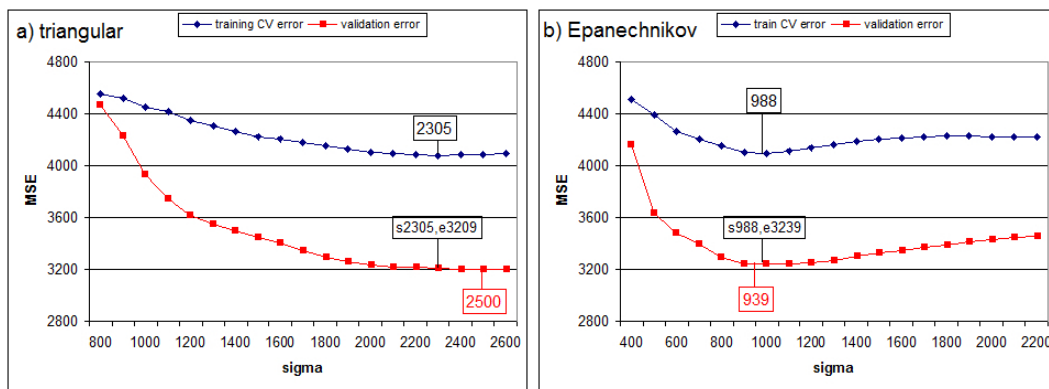 a) triangular
training CV error
validation error
4800
4400
4000
3600
3200
2800
MSE
2305
s2305,e3209
2500
800 1000 1200 1400 1600 1800 2000 2200 2400 2600
sigma
b) Epanechnikov
train CV error
validation error
4800
4400
4000
3600
3200
2800
MSE
988
s988,e3239
939
400 600 800 1000 1200 1400 1600 1800 2000 2200
sigma